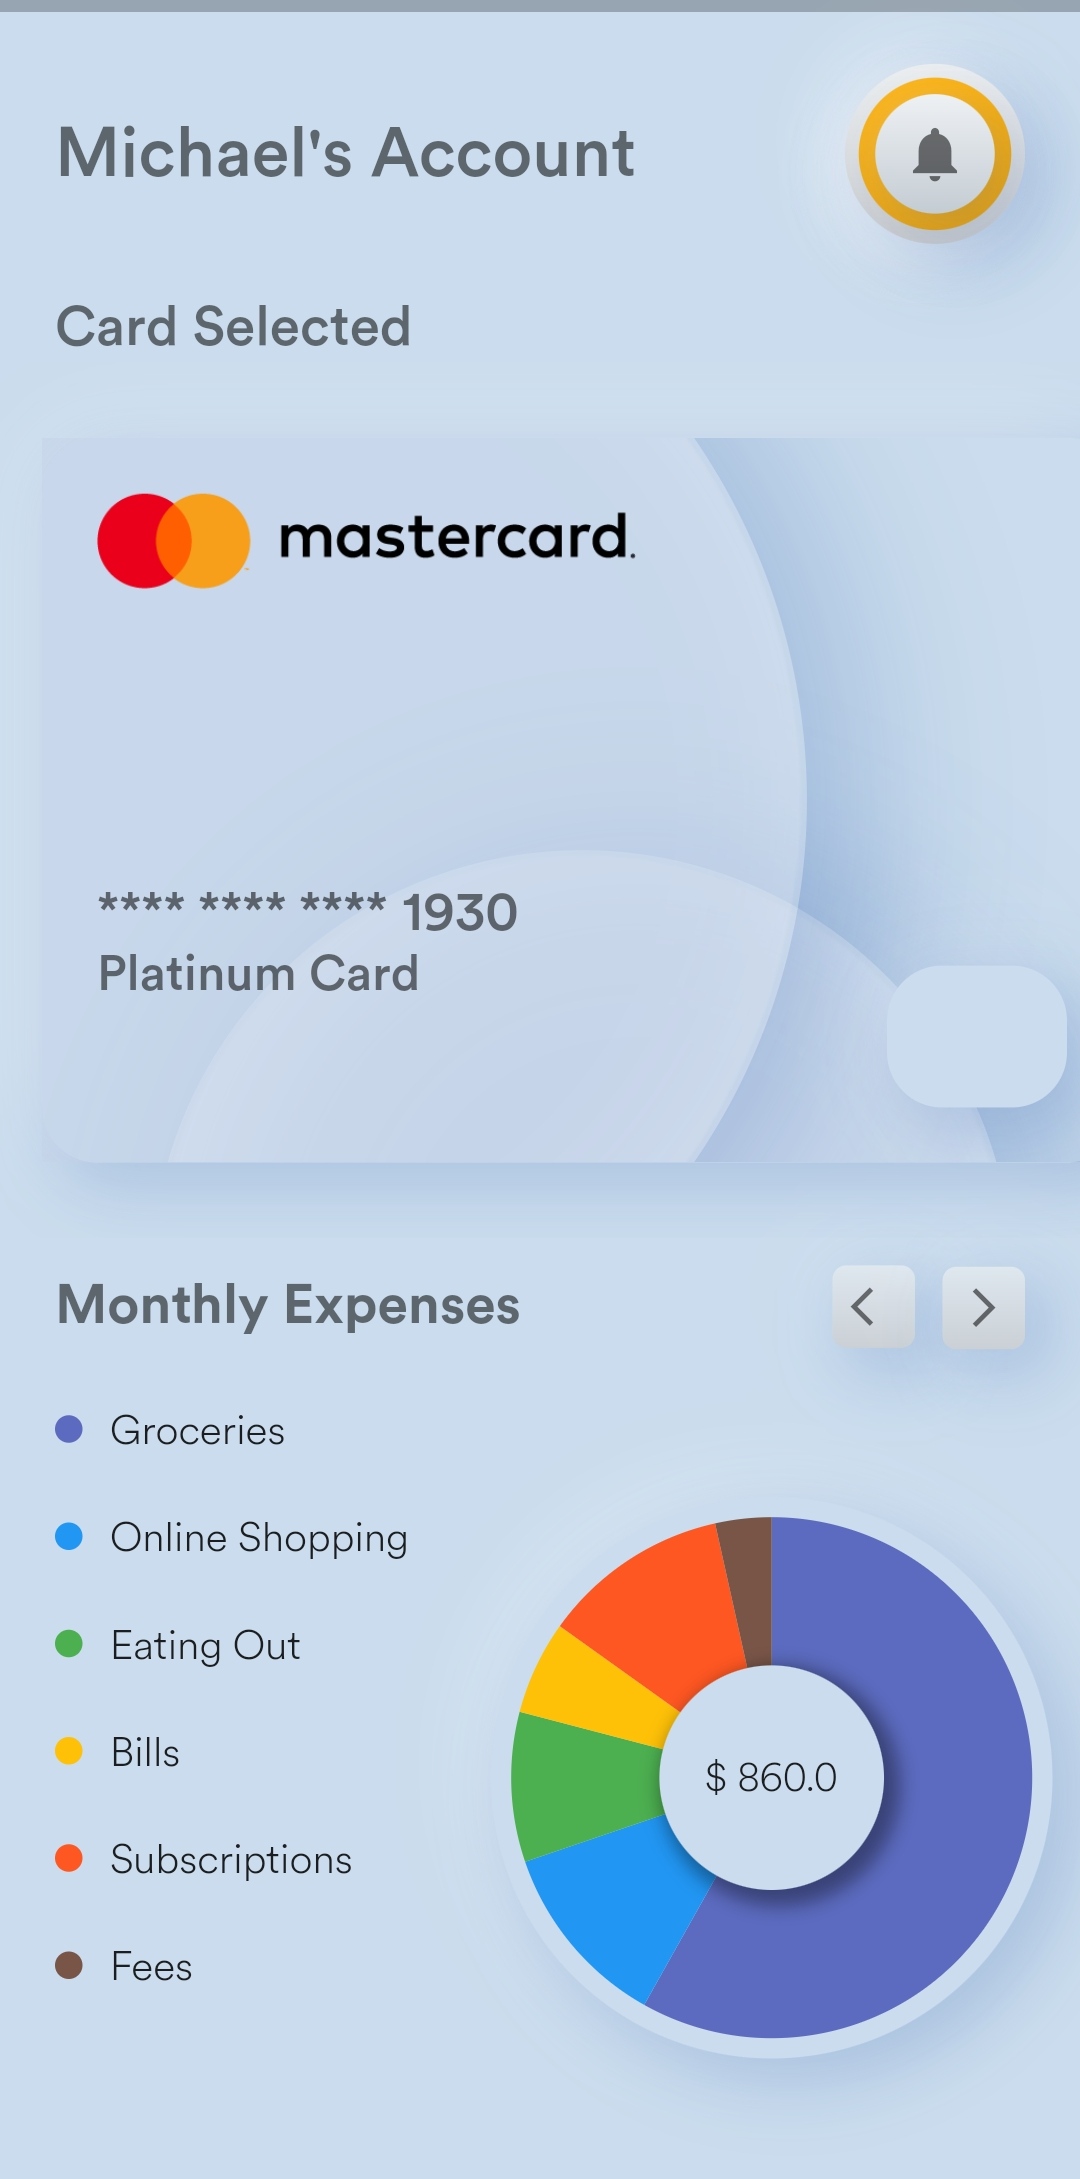 Michael's Account
Card Selected
mastercard.
**** **** **** 1930
Platinum Card
Monthly Expenses
Groceries
Online Shopping
Eating Out
Bills
Subscriptions
Fees
$ 860.0